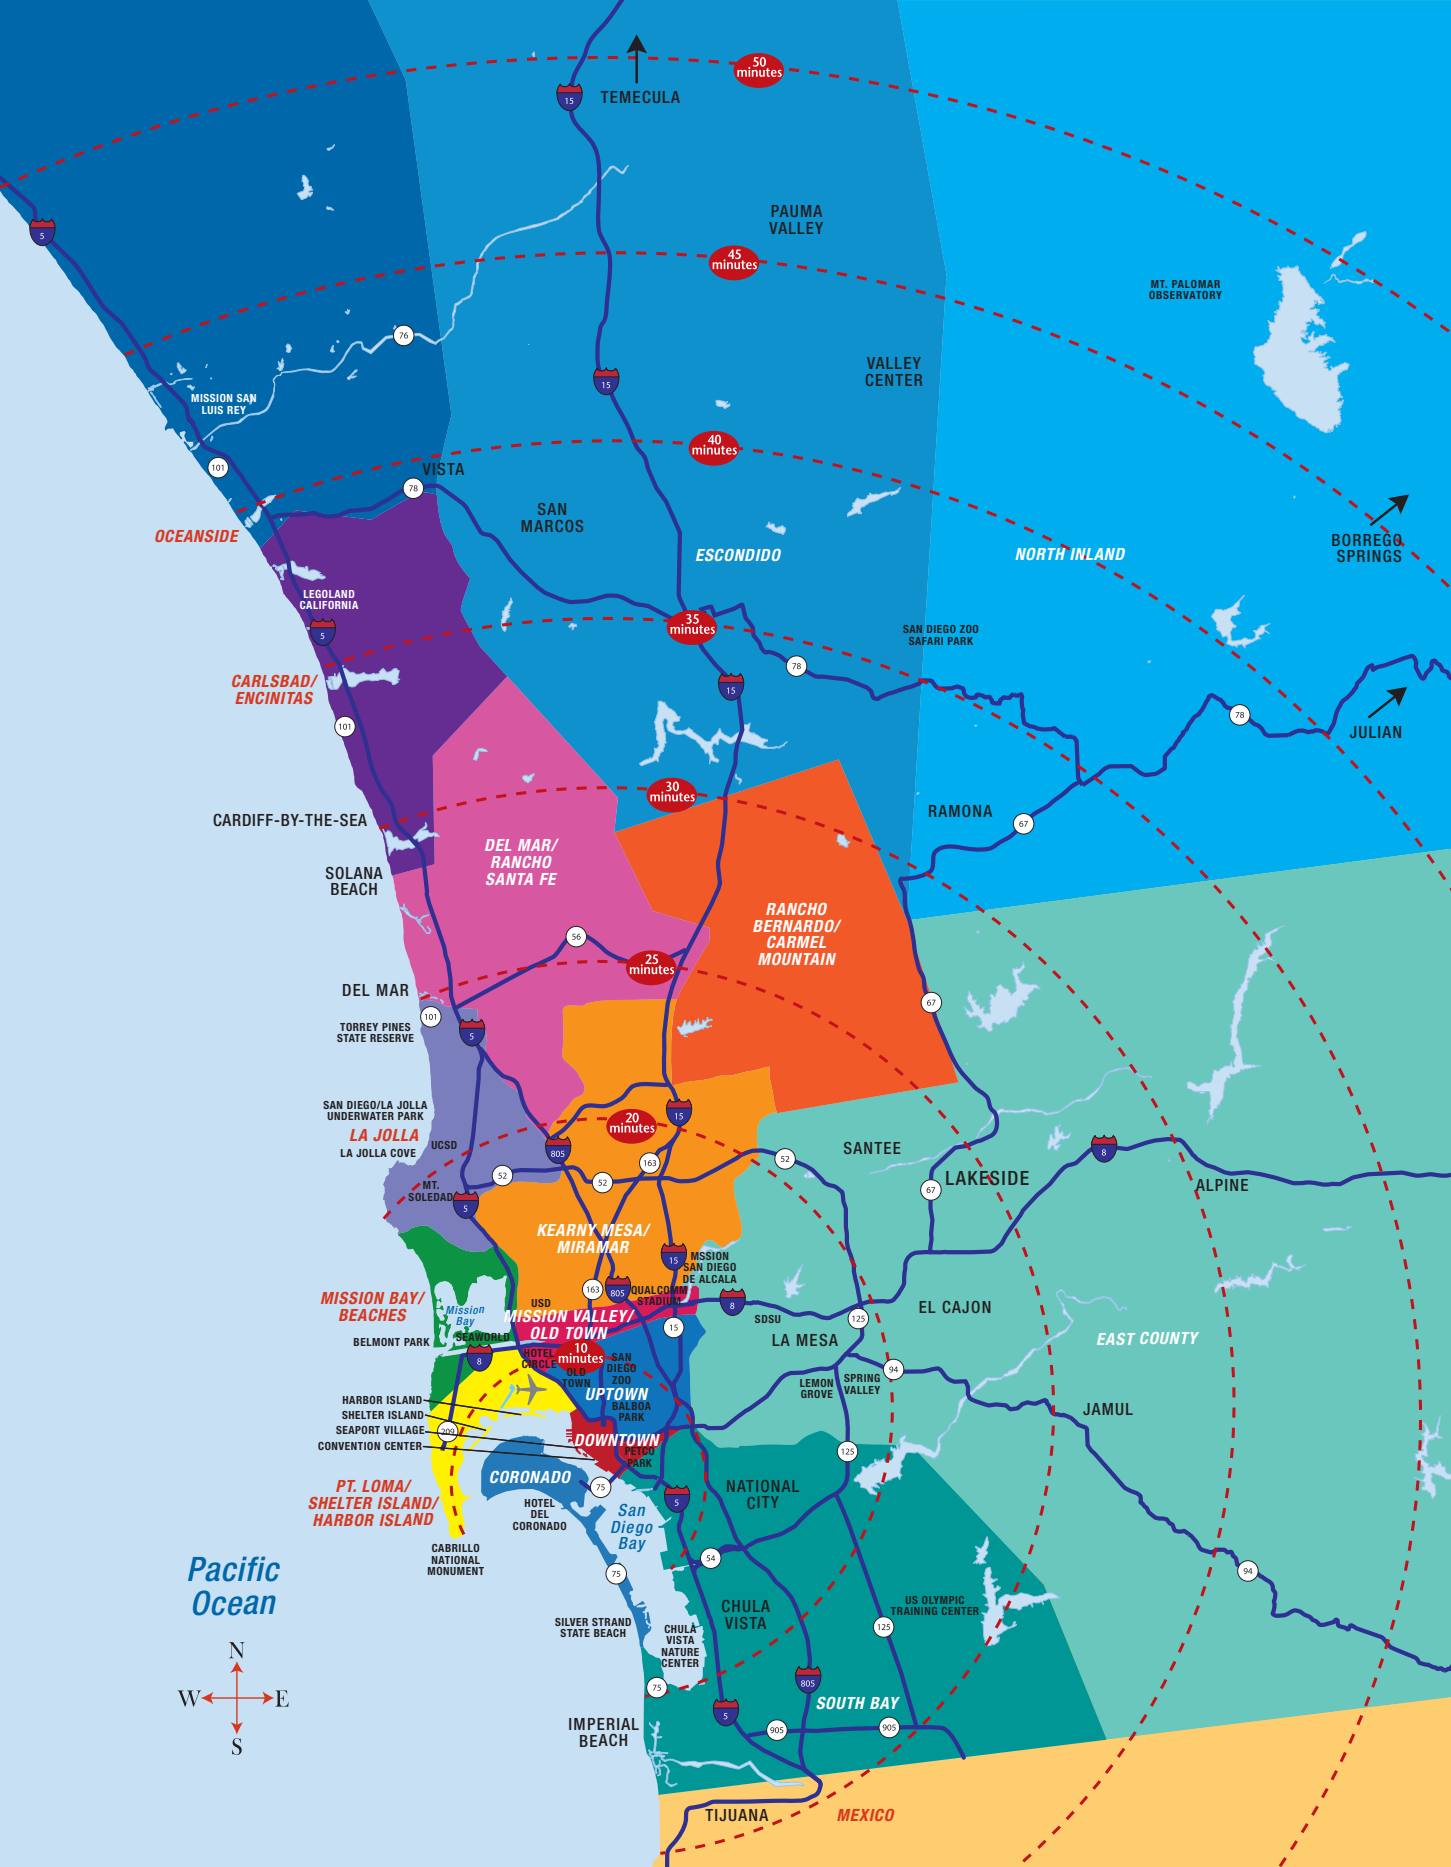 50
minutes
15
TEMECULA
PAUMA
VALLEY
5
45
minutes
MT. PALOMAR
OBSERVATORY
76
VALLEY
CENTER
15
MISSION SAN
LUIS REY
40
minutes
101
VISTA
78
SAN
MARCOS
OCEANSIDE
ESCONDIDO
NORTH INLAND
BORREGO
SPRINGS
LEGOLAND
CALIFORNIA
5
35
minutes
SAN DIEGO ZOO
SAFARI PARK
78
15
CARLSBAD/
ENCINITAS
101
78
JULIAN
30
minutes
RAMONA
67
CARDIFF-BY-THE-SEA
SOLANA
BEACH
DEL MAR/
RANCHO
SANTA FE
RANCHO
BERNARDO/
CARMEL
MOUNTAIN
56
25
minutes
DEL MAR
101
67
TORREY PINES
STATE RESERVE
5
SAN DIEGO/LA JOLLA
UNDERWATER PARK
LA JOLLA
LA JOLLA COVE
UCSD
20
minutes
15
805
163
52
52
52
SANTEE
LAKESIDE
67
8
ALPINE
MT.
SOLEDAD
5
KEARNY MESA/
MIRAMAR
15
MSSION
SAN DIEGO
DE ALCALA
163
805
QUALCOMM
STADIUM
8
SDSU
125
EL CAJON
EAST COUNTY
MISSION BAY/
BEACHES
Mission
Bay
USD
MISSION VALLEY/
OLD TOWN
15
LA MESA
BELMONT PARK
SEAWORLD
8
HOTEL
CIRCLE
10
minutes
OLD
TOWN
SAN
DIEGO
ZOO
UPTOWN
BALBOA
PARK
LEMON
GROVE
SPRING
VALLEY
94
JAMUL
HARBOR ISLAND
SHELTER ISLAND
SEAPORT VILLAGE
CONVENTION CENTER
209
DOWNTOWN
PETCO
PARK
125
CORONADO
75
5
NATIONAL
CITY
PT. LOMA/
SHELTER ISLAND/
HARBOR ISLAND
HOTEL
DEL
CORONADO
San
Diego
Bay
CABRILLO
NATIONAL
MONUMENT
54
75
94
Pacific
Ocean
SILVER STRAND
STATE BEACH
CHULA
VISTA
NATURE
CENTER
CHULA
VISTA
US OLYMPIC
TRAINING CENTER
125
N
W
E
S
75
805
5
SOUTH BAY
IMPERIAL
BEACH
905
905
TIJUANA
MEXICO